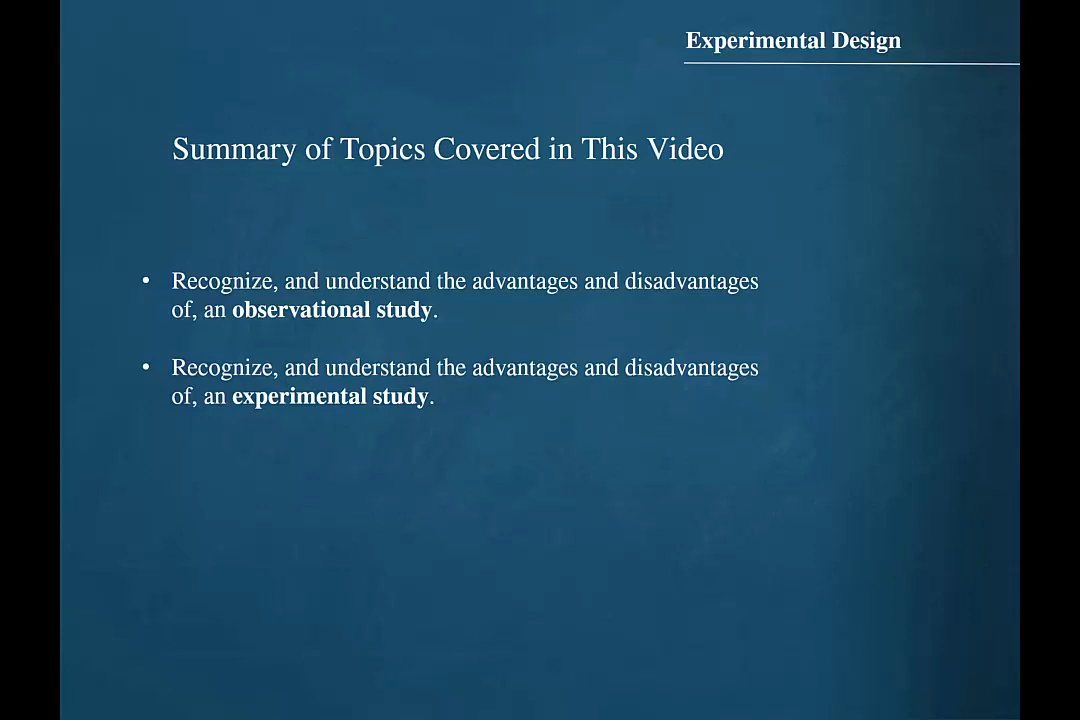 Experimental Design
Summary of Topics Covered in This Video
• Recognize, and understand the advantages and disadvantages
of, an observational study.
• Recognize, and understand the advantages and disadvantages
of, an experimental study.